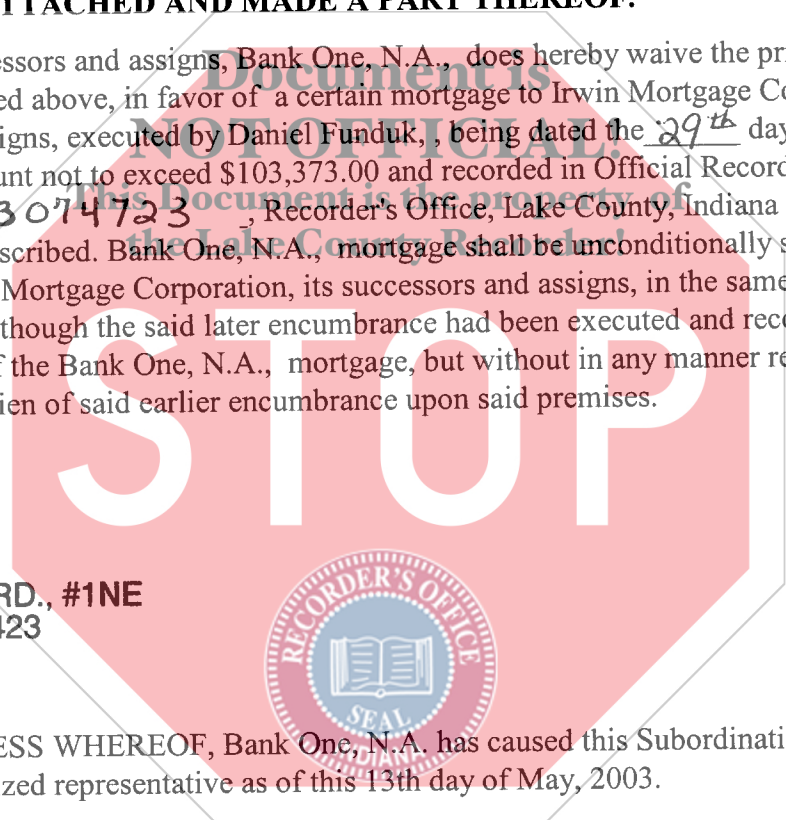 TTACHED AND MADE A PART THEREOF.
essors and assigns, Bank One, N.A., does hereby waive the pri
ed above, in favor of a certain mortgage to Irwin Mortgage Co
igns, executed by Daniel Funduk, , being dated the 29th day
unt not to exceed $103,373.00 and recorded in Official Record
3074723 , Recorder's Office, Lake County, Indiana
scribed. Bank One, N.A., mortgage shall be unconditionally s
Mortgage Corporation, its successors and assigns, in the same
though the said later encumbrance had been executed and reco
f the Bank One, N.A., mortgage, but without in any manner re
ien of said earlier encumbrance upon said premises.
Document is
NOT OFFICIAL!
This Document is the property of
the Lake County Recorder!
STOP
RD., #1NE
423
RECORDER'S OFFICE
SEAL
INDIANA
ESS WHEREOF, Bank One, N.A. has caused this Subordinati
zed representative as of this 13th day of May, 2003.